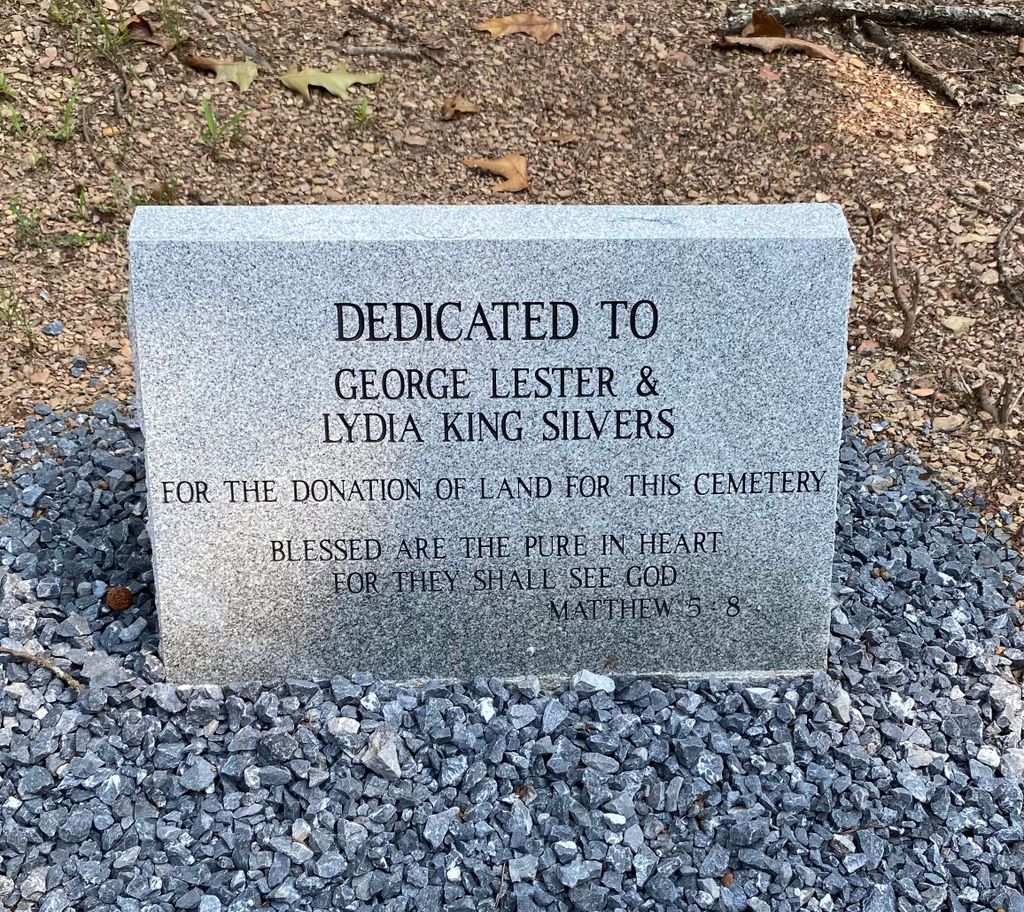 DEDICATED TO
GEORGE LESTER &
LYDIA KING SILVERS
FOR THE DONATION OF LAND FOR THIS CEMETERY
BLESSED ARE THE PURE IN HEART
FOR THEY SHALL SEE GOD
MATTHEW 5 : 8